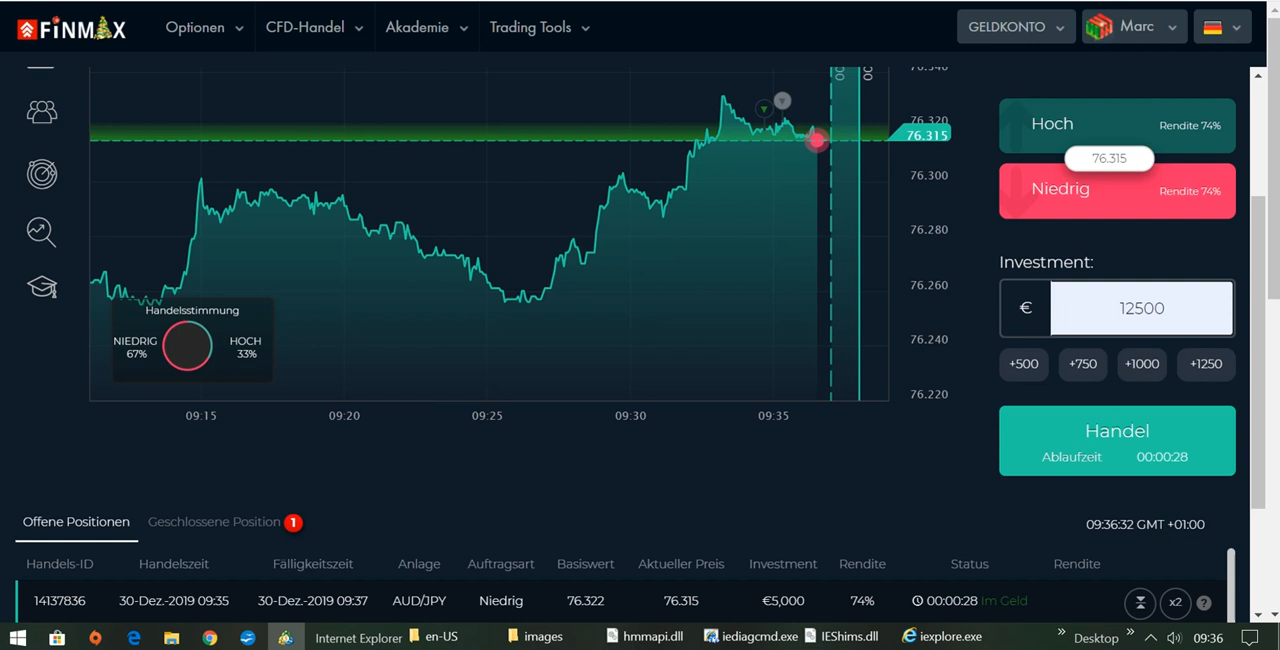 FiNMAX
Optionen CFD-Handel Akademie Trading Tools GELDKONTO Marc
76.340
76.320
76.315
76.300
76.280
76.260
76.240
76.220
00
00
Handelsstimmung
NIEDRIG HOCH
67% 33%
09:15 09:20 09:25 09:30 09:35
Hoch Rendite 74%
76.315
Niedrig Rendite 74%
Investment:
€ 12500
+500 +750 +1000 +1250
Handel
Ablaufzeit 00:00:28
Offene Positionen Geschlossene Position 1 09:36:32 GMT +01:00
Handels-ID Handelszeit Fälligkeitszeit Anlage Auftragsart Basiswert Aktueller Preis Investment Rendite Status Rendite
14137836 30-Dez.-2019 09:35 30-Dez.-2019 09:37 AUD/JPY Niedrig 76.322 76.315 €5,000 74% 00:00:28 Im Geld x2 ?
Internet Explorer en-US images hmmapi.dll iediagcmd.exe IEShims.dll iexplore.exe Desktop 09:36